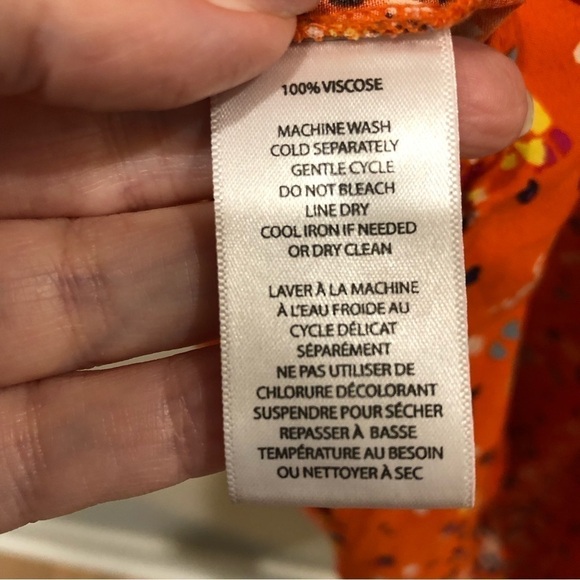 100% VISCOSE
MACHINE WASH
COLD SEPARATELY
GENTLE CYCLE
DO NOT BLEACH
LINE DRY
COOL IRON IF NEEDED
OR DRY CLEAN
LAVER À LA MACHINE
À L'EAU FROIDE AU
CYCLE DÉLICAT
SÉPARÉMENT
NE PAS UTILISER DE
CHLORURE DÉCOLORANT
SUSPENDRE POUR SÉCHER
REPASSER À BASSE
TEMPÉRATURE AU BESOIN
OU NETTOYER À SEC